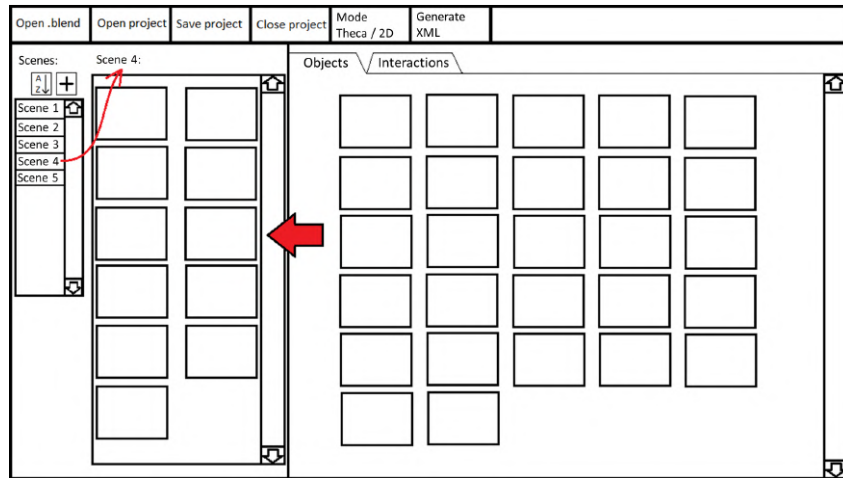 Open .blend
Open project
Save project
Close project
Mode
Theca / 2D
Generate
XML
Scenes:
A
Z
Scene 1
Scene 2
Scene 3
Scene 4
Scene 5
Scene 4:
Objects
Interactions